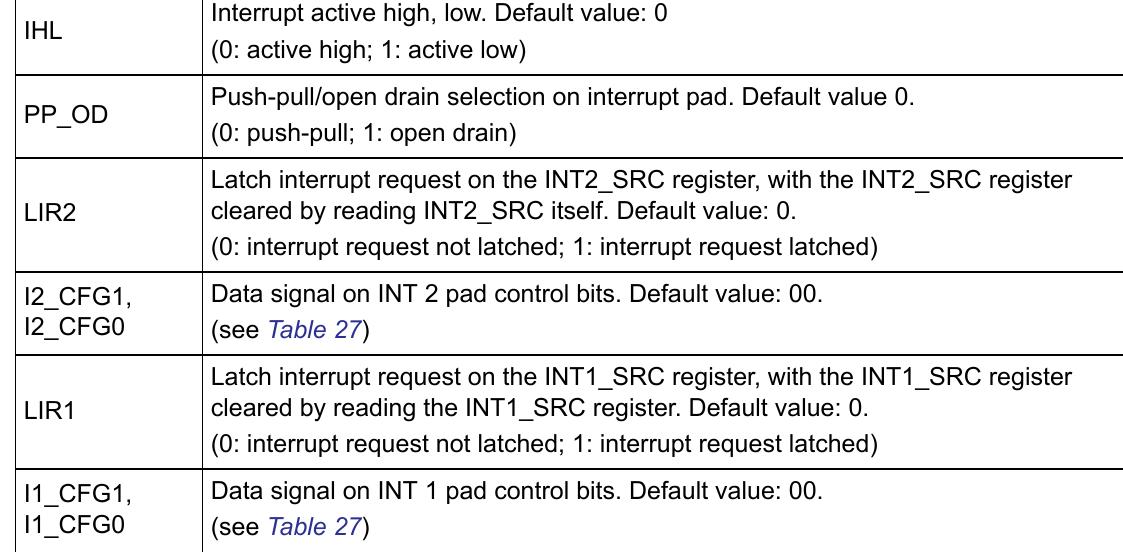 IHL
Interrupt active high, low. Default value: 0
(0: active high; 1: active low)
PP_OD
Push-pull/open drain selection on interrupt pad. Default value 0.
(0: push-pull; 1: open drain)
LIR2
Latch interrupt request on the INT2_SRC register, with the INT2_SRC register
cleared by reading INT2_SRC itself. Default value: 0.
(0: interrupt request not latched; 1: interrupt request latched)
I2_CFG1,
I2_CFG0
Data signal on INT 2 pad control bits. Default value: 00.
(see Table 27)
LIR1
Latch interrupt request on the INT1_SRC register, with the INT1_SRC register
cleared by reading the INT1_SRC register. Default value: 0.
(0: interrupt request not latched; 1: interrupt request latched)
I1_CFG1,
I1_CFG0
Data signal on INT 1 pad control bits. Default value: 00.
(see Table 27)